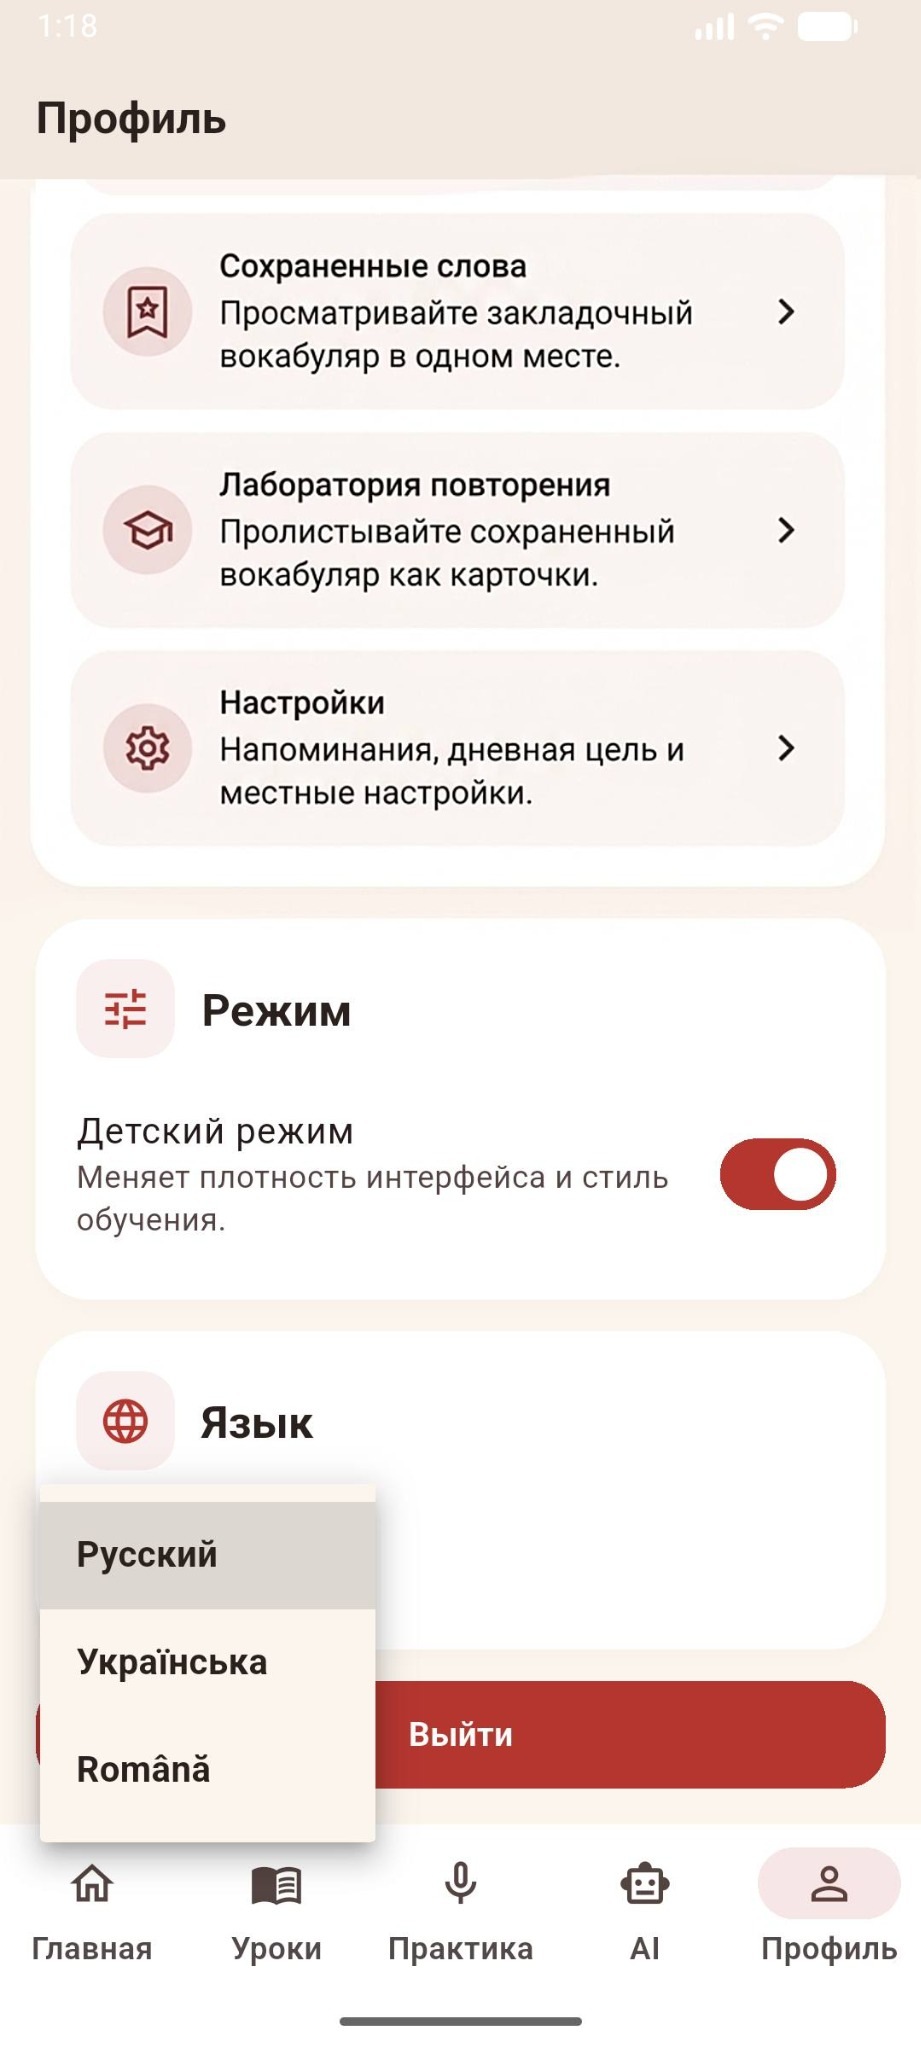 1:18
Профиль
Сохраненные слова
Просматривайте закладочный
вокабуляр в одном месте.
Лаборатория повторения
Пролистывайте сохраненный
вокабуляр как карточки.
Настройки
Напоминания, дневная цель и
местные настройки.
Режим
Детский режим
Меняет плотность интерфейса и стиль
обучения.
Язык
Русский
Українська
Română
Выйти
Главная
Уроки
Практика
AI
Профиль